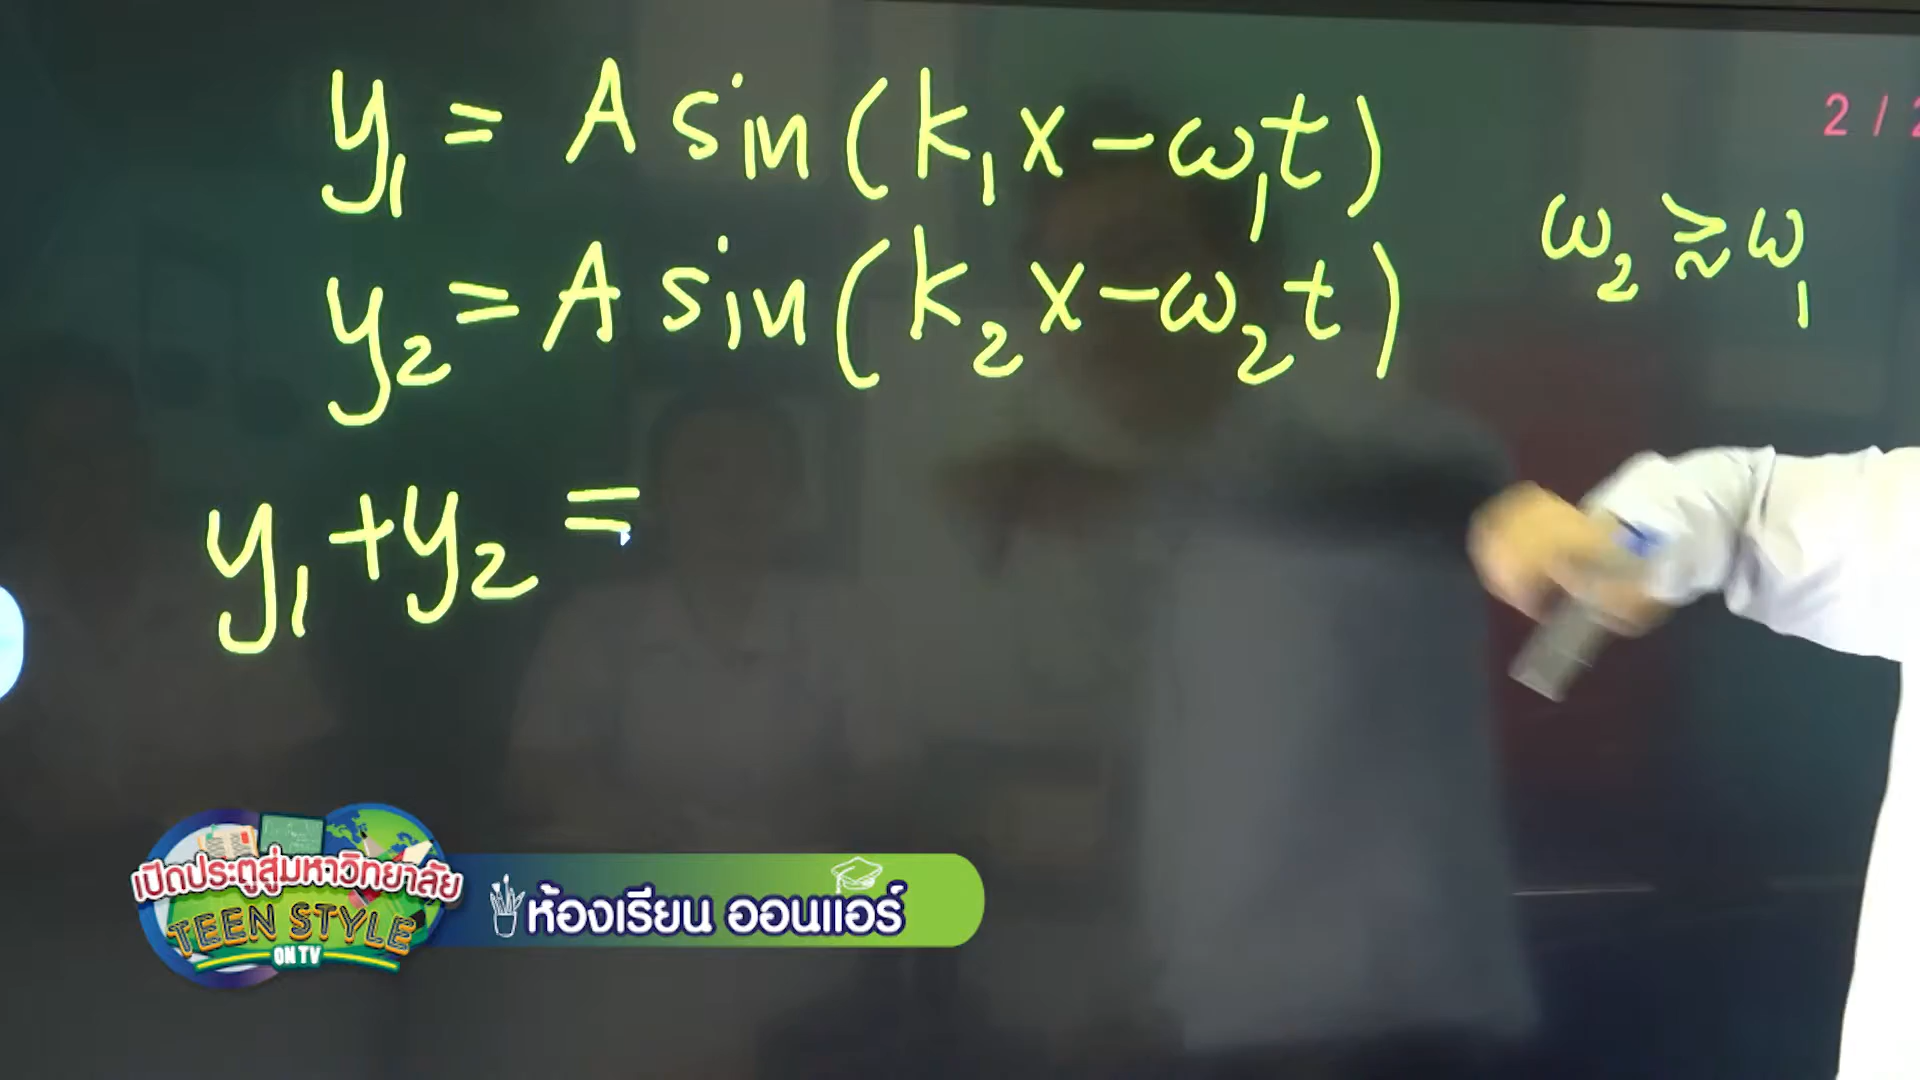 y₁ = A sin(k₁x-ω₁t)
2/2
ω₂ ≳ ω₁
y₂ = A sin(k₂x-ω₂t)
y₁+y₂ =
เปิดประตูสู่มหาวิทยาลัย
TEEN STYLE
ON TV
ห้องเรียน ออนแอร์